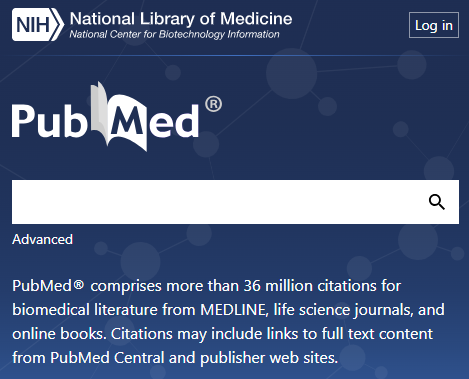 NIH National Library of Medicine
National Center for Biotechnology Information
Log in
PubMed®
Advanced
PubMed® comprises more than 36 million citations for
biomedical literature from MEDLINE, life science journals, and
online books. Citations may include links to full text content
from PubMed Central and publisher web sites.